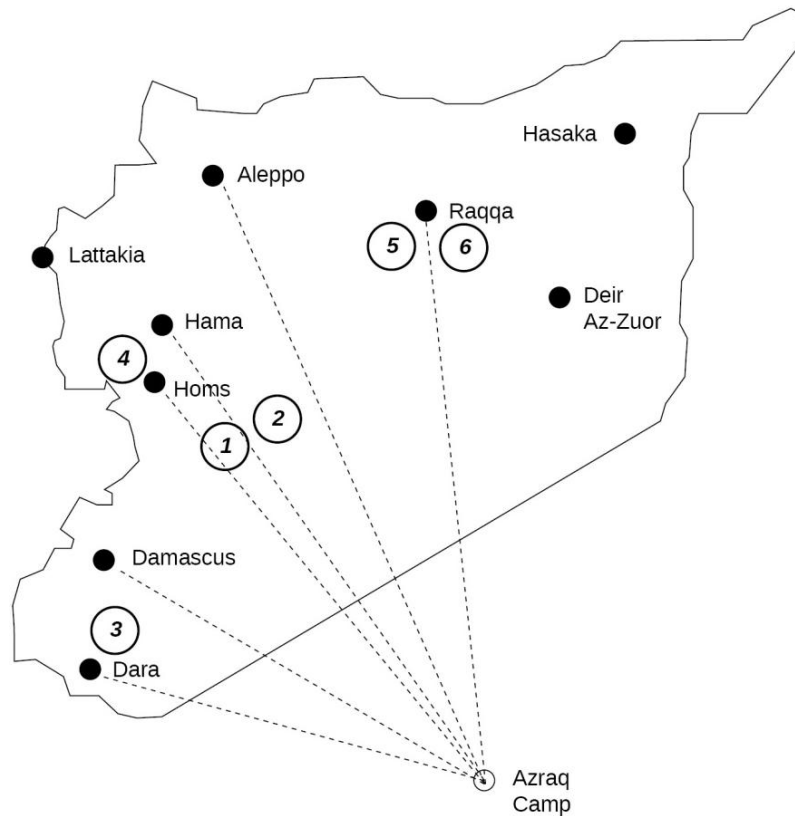 Hasaka
Aleppo
Raqqa
5
6
Lattakia
Deir
Az-Zuor
Hama
4
Homs
2
1
Damascus
3
Dara
Azraq
Camp